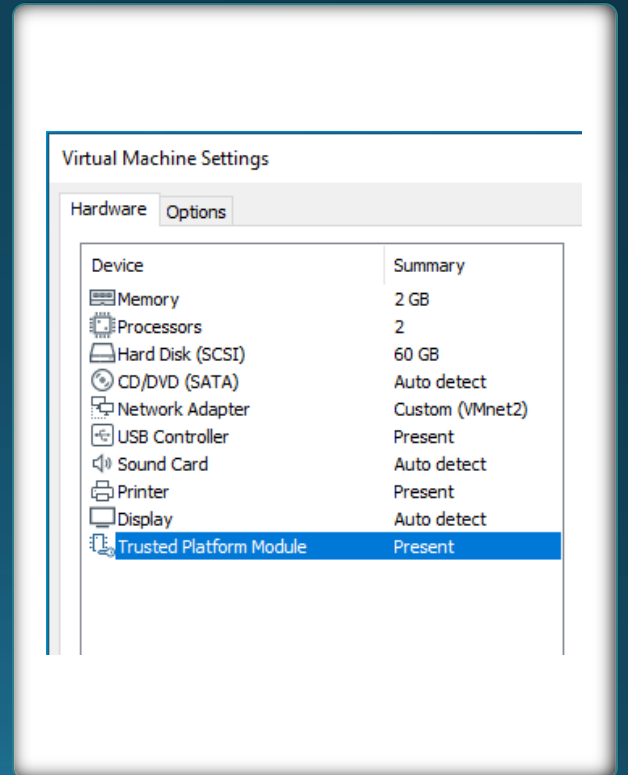 Virtual Machine Settings
Hardware Options
Device Summary
Memory 2 GB
Processors 2
Hard Disk (SCSI) 60 GB
CD/DVD (SATA) Auto detect
Network Adapter Custom (VMnet2)
USB Controller Present
Sound Card Auto detect
Printer Present
Display Auto detect
Trusted Platform Module Present